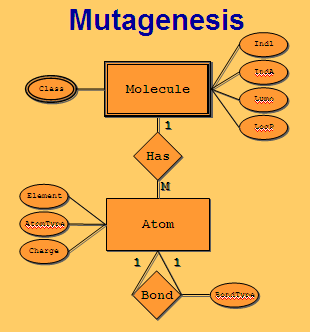 Mutagenesis
Ind1
Class
Molecule
IndA
Lumo
LogP
1
Has
M
Element
AtomType
Atom
Charge
1
1
Bond
BondType